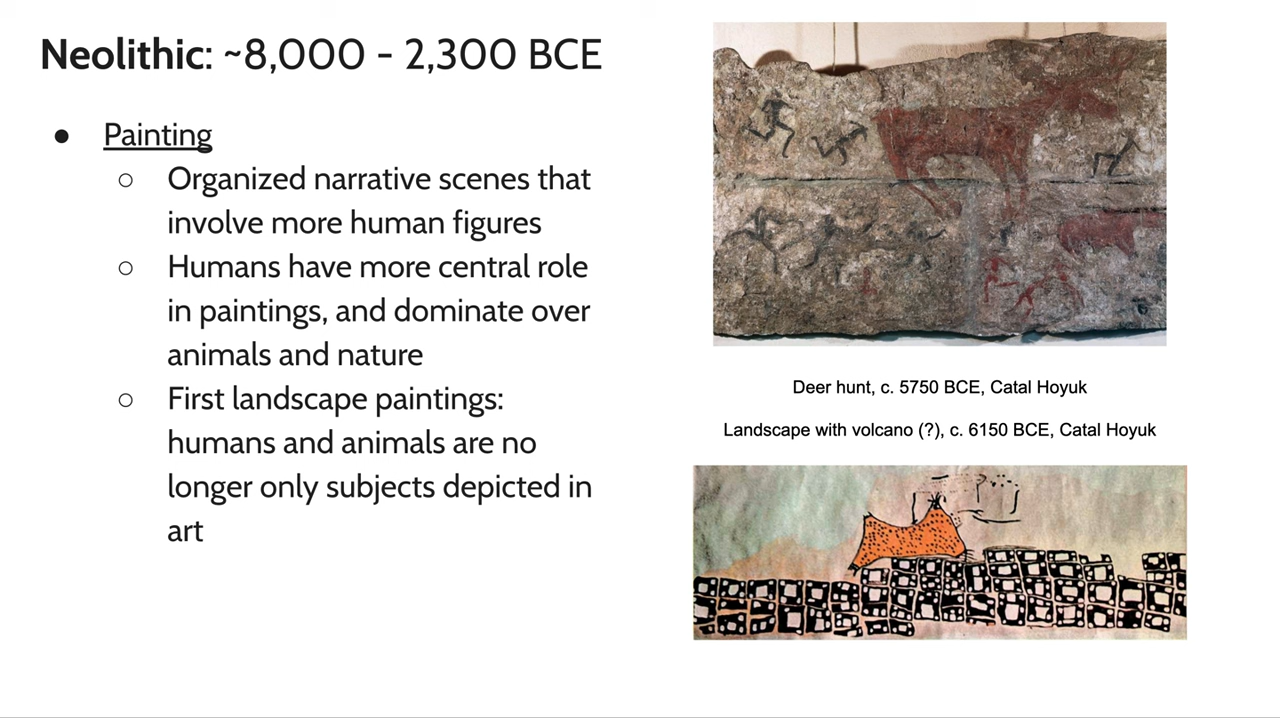 Neolithic: ~8,000 - 2,300 BCE
● Painting
○ Organized narrative scenes that
involve more human figures
○ Humans have more central role
in paintings, and dominate over
animals and nature
○ First landscape paintings:
humans and animals are no
longer only subjects depicted in
art
Deer hunt, c. 5750 BCE, Catal Hoyuk
Landscape with volcano (?), c. 6150 BCE, Catal Hoyuk